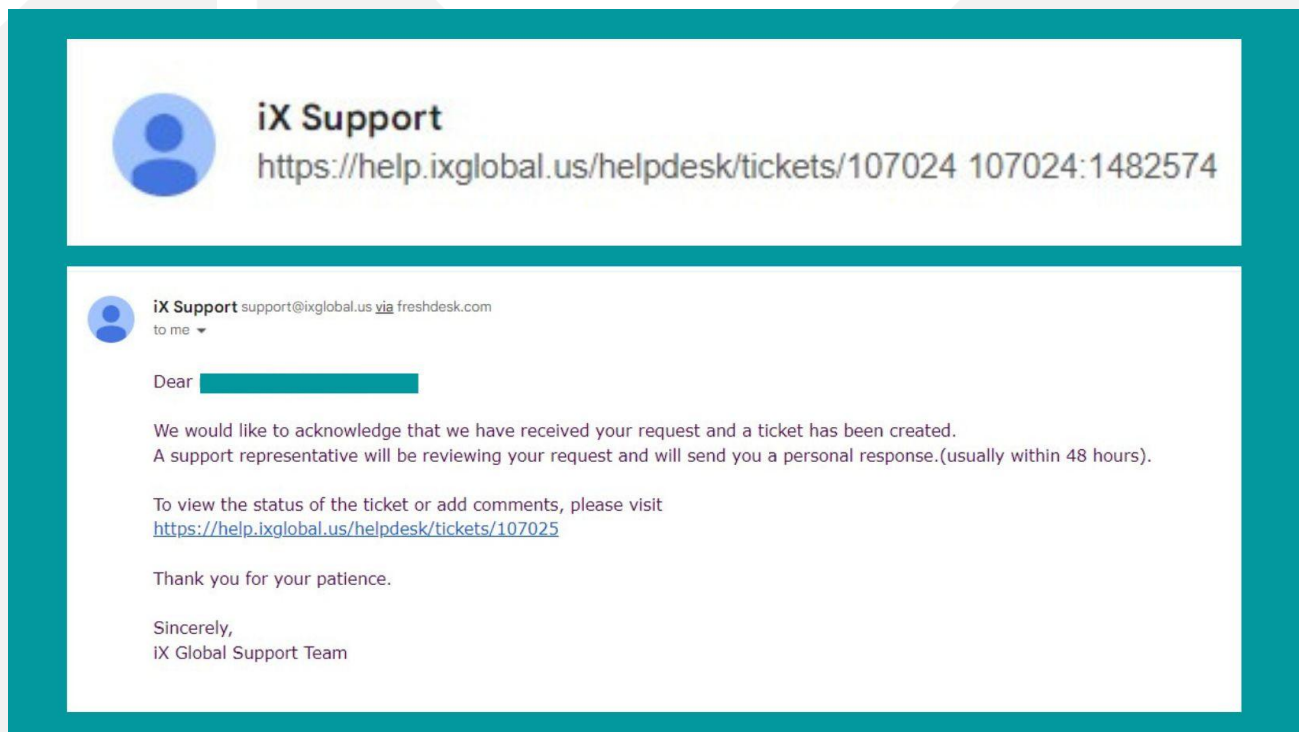 iX Support
https://help.ixglobal.us/helpdesk/tickets/107024 107024:1482574
iX Support support@ixglobal.us via freshdesk.com
to me
Dear
We would like to acknowledge that we have received your request and a ticket has been created.
A support representative will be reviewing your request and will send you a personal response.(usually within 48 hours).
To view the status of the ticket or add comments, please visit
https://help.ixglobal.us/helpdesk/tickets/107025
Thank you for your patience.
Sincerely,
iX Global Support Team